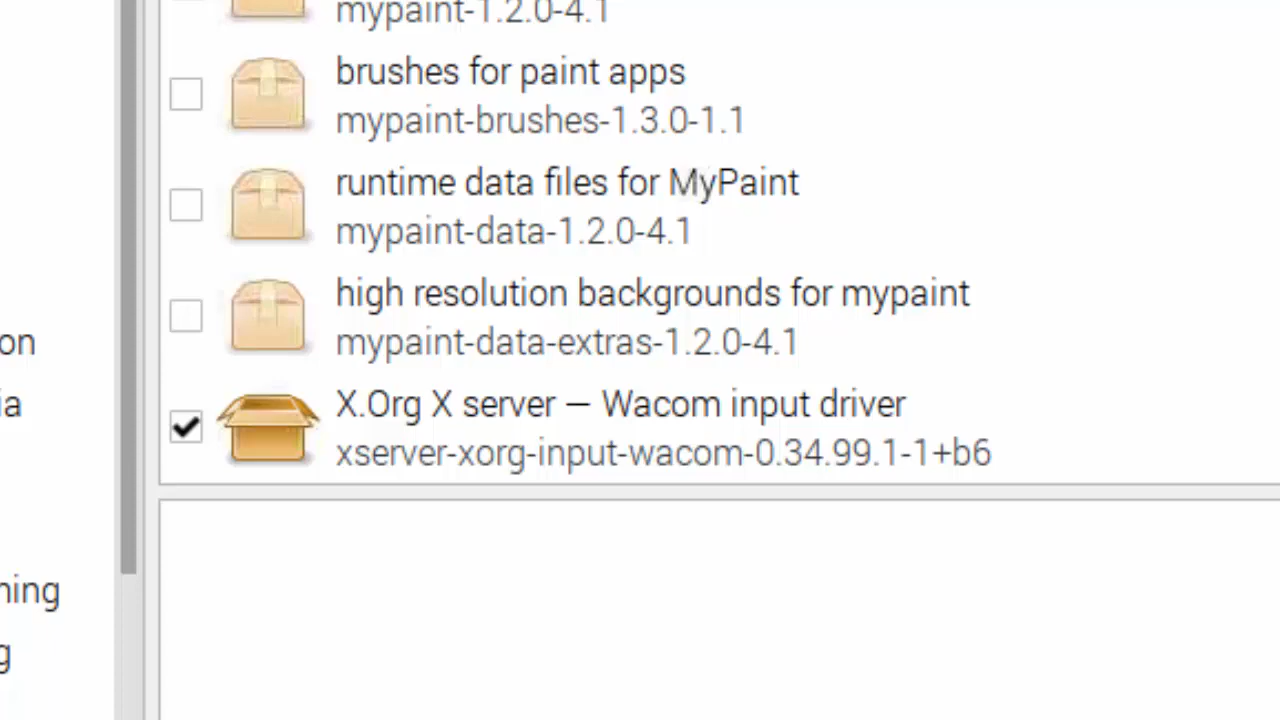 mypaint-1.2.0-4.1
brushes for paint apps
mypaint-brushes-1.3.0-1.1
runtime data files for MyPaint
mypaint-data-1.2.0-4.1
high resolution backgrounds for mypaint
mypaint-data-extras-1.2.0-4.1
on
ia
X.Org X server — Wacom input driver
xserver-xorg-input-wacom-0.34.99.1-1+b6
ning
g